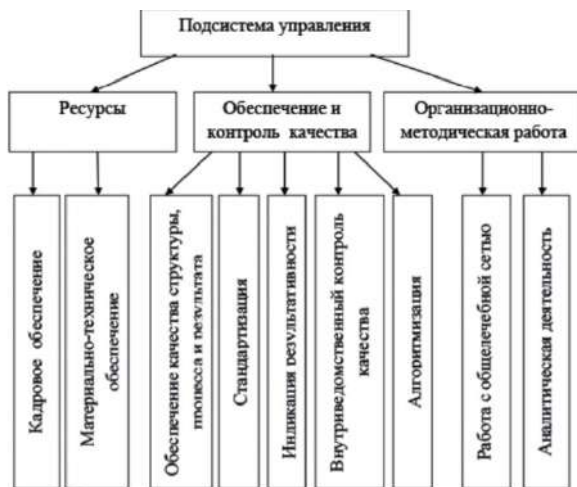 Подсистема управления
Ресурсы
Обеспечение и
контроль качества
Организационно-
методическая работа
Кадровое обеспечение
Материально-техническое
обеспечение
Обеспечение качества структуры,
процесса и результата
Стандартизация
Индикация результативности
Внутриведомственный контроль
качества
Алгоритмизация
Работа с общелечебной сетью
Аналитическая деятельность